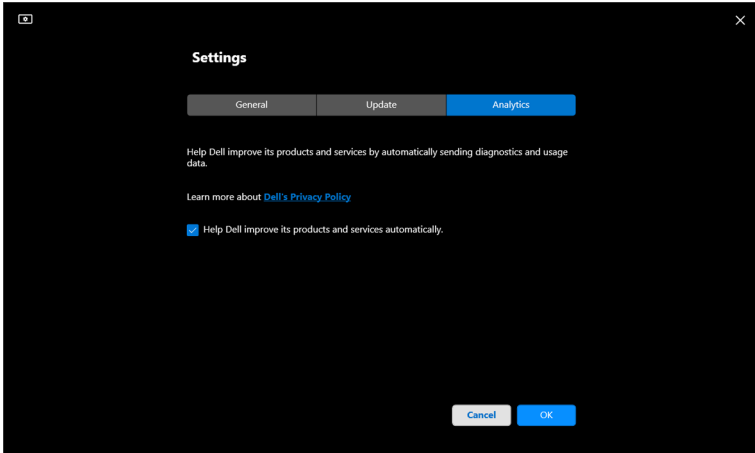 Settings
General
Update
Analytics
Help Dell improve its products and services by automatically sending diagnostics and usage
data.
Learn more about Dell's Privacy Policy
Help Dell improve its products and services automatically.
Cancel
OK